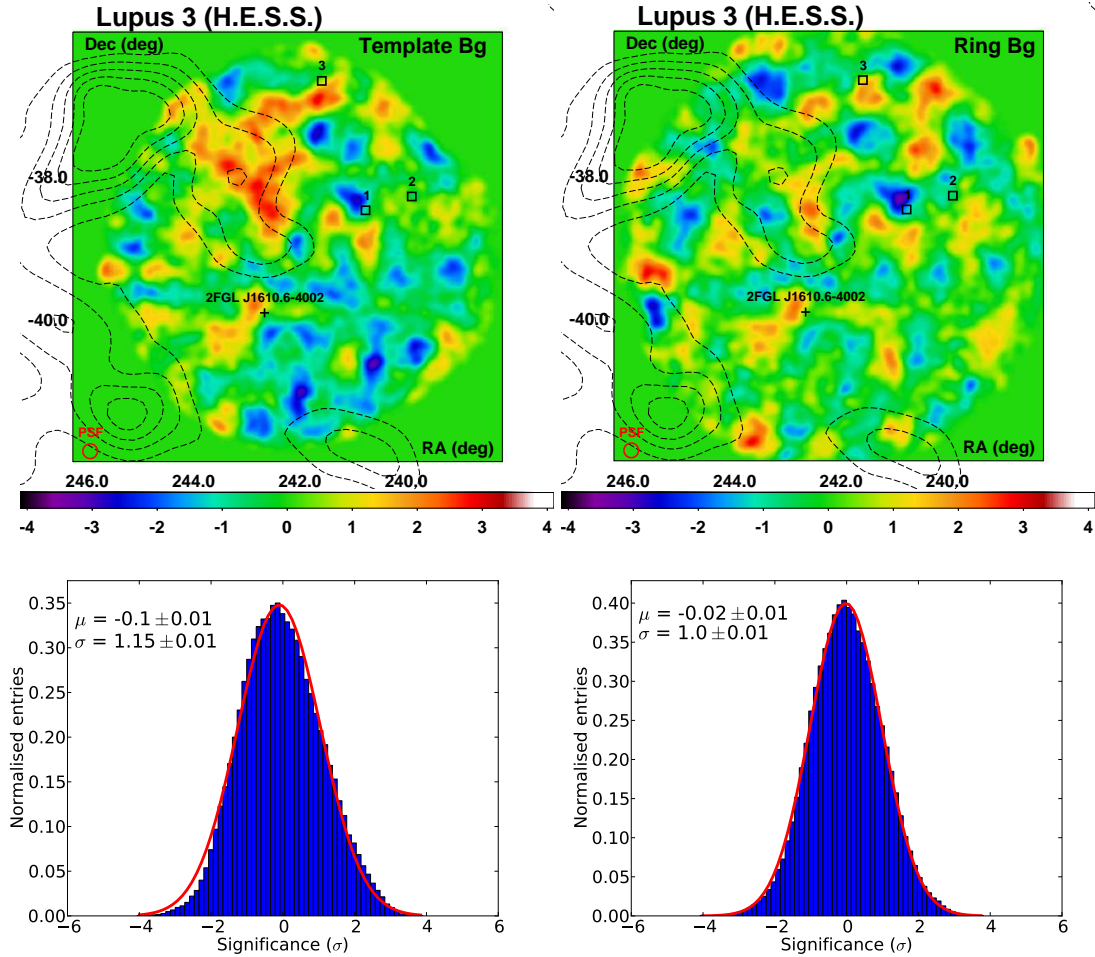 Lupus 3 (H.E.S.S.)
Dec (deg)
Template Bg
3
-38.0
2
1
2FGL J1610.6-4002
-40.0
PSF
RA (deg)
246.0 244.0 242.0 240.0
-4 -3 -2 -1 0 1 2 3 4
Lupus 3 (H.E.S.S.)
Dec (deg)
Ring Bg
3
-38.0
2
1
2FGL J1610.6-4002
-40.0
PSF
RA (deg)
246.0 244.0 242.0 240.0
-4 -3 -2 -1 0 1 2 3 4
μ = -0.1 ± 0.01
σ = 1.15 ± 0.01
Normalised entries
0.35
0.30
0.25
0.20
0.15
0.10
0.05
0.00
−6 −4 −2 0 2 4 6
Significance (σ)
μ = -0.02 ± 0.01
σ = 1.0 ± 0.01
Normalised entries
0.40
0.35
0.30
0.25
0.20
0.15
0.10
0.05
0.00
−6 −4 −2 0 2 4 6
Significance (σ)